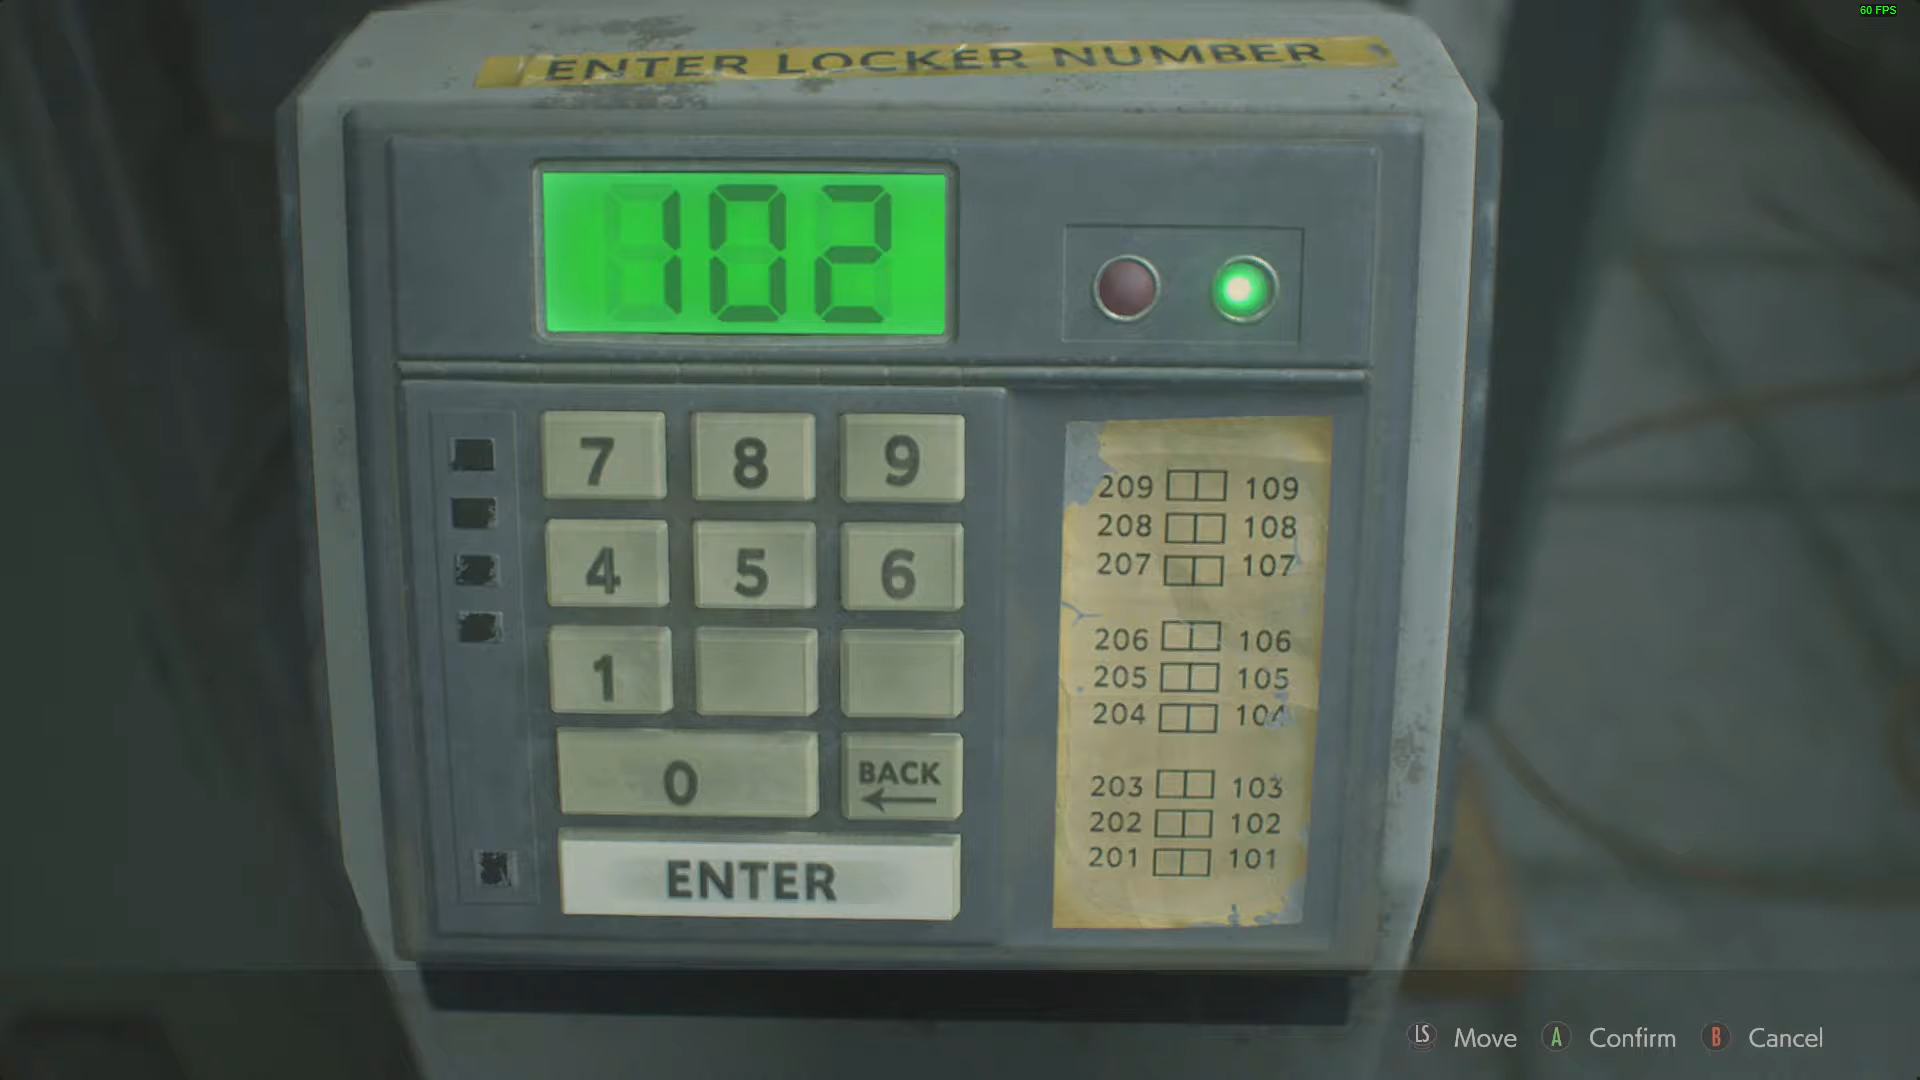 60 FPS
ENTER LOCKER NUMBER
102
7 8 9
4 5 6
1
0 BACK
ENTER
209 109
208 108
207 107
206 106
205 105
204 104
203 103
202 102
201 101
LS Move A Confirm B Cancel